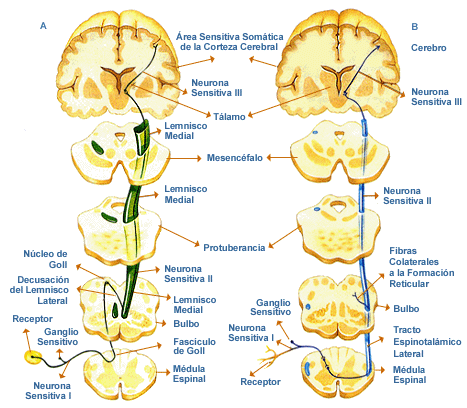 A
B
Área Sensitiva Somática
de la Corteza Cerebral
Cerebro
Neurona
Sensitiva III
Neurona
Sensitiva III
Tálamo
Lemnisco
Medial
Mesencéfalo
Lemnisco
Medial
Neurona
Sensitiva II
Protuberancia
Núcleo de
Goll
Decusación
del Lemnisco
Lateral
Neurona
Sensitiva II
Lemnisco
Medial
Bulbo
Fascículo
de Goll
Médula
Espinal
Receptor
Ganglio
Sensitivo
Neurona
Sensitiva I
Fibras
Colaterales
a la Formación
Reticular
Ganglio
Sensitivo
Neurona
Sensitiva I
Receptor
Bulbo
Tracto
Espinotalámico
Lateral
Médula
Espinal